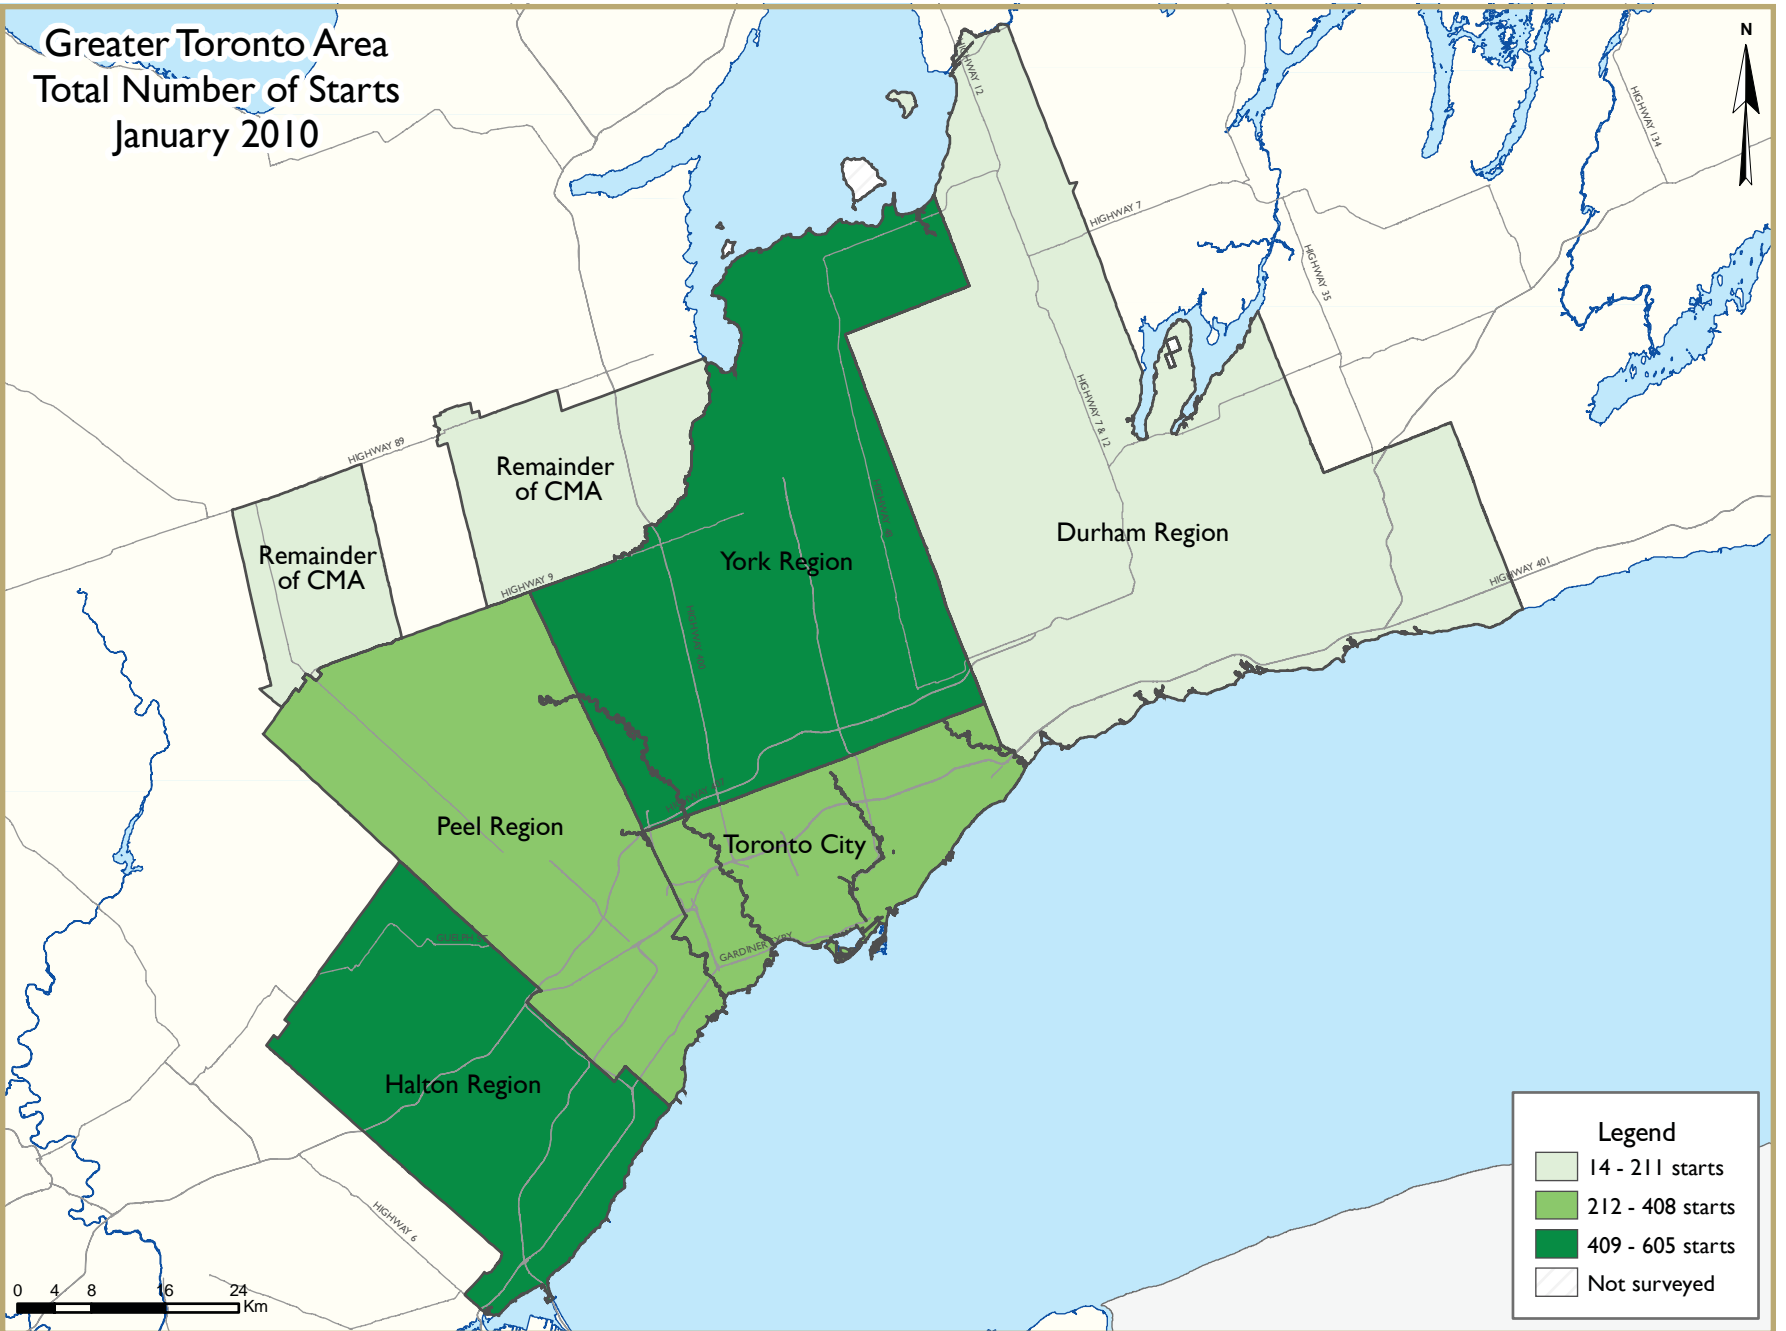 Greater Toronto Area
Total Number of Starts
January 2010
N
HIGHWAY 12
HIGHWAY 134
HIGHWAY 7
HIGHWAY 35
HIGHWAY 7 & 12
HIGHWAY 89
Remainder
of CMA
Remainder
of CMA
HIGHWAY 9
York Region
Durham Region
HIGHWAY 401
Peel Region
Toronto City
GARDINER EXPY
Halton Region
HIGHWAY 6
Legend
14 - 211 starts
212 - 408 starts
409 - 605 starts
Not surveyed
0 4 8 16 24
Km